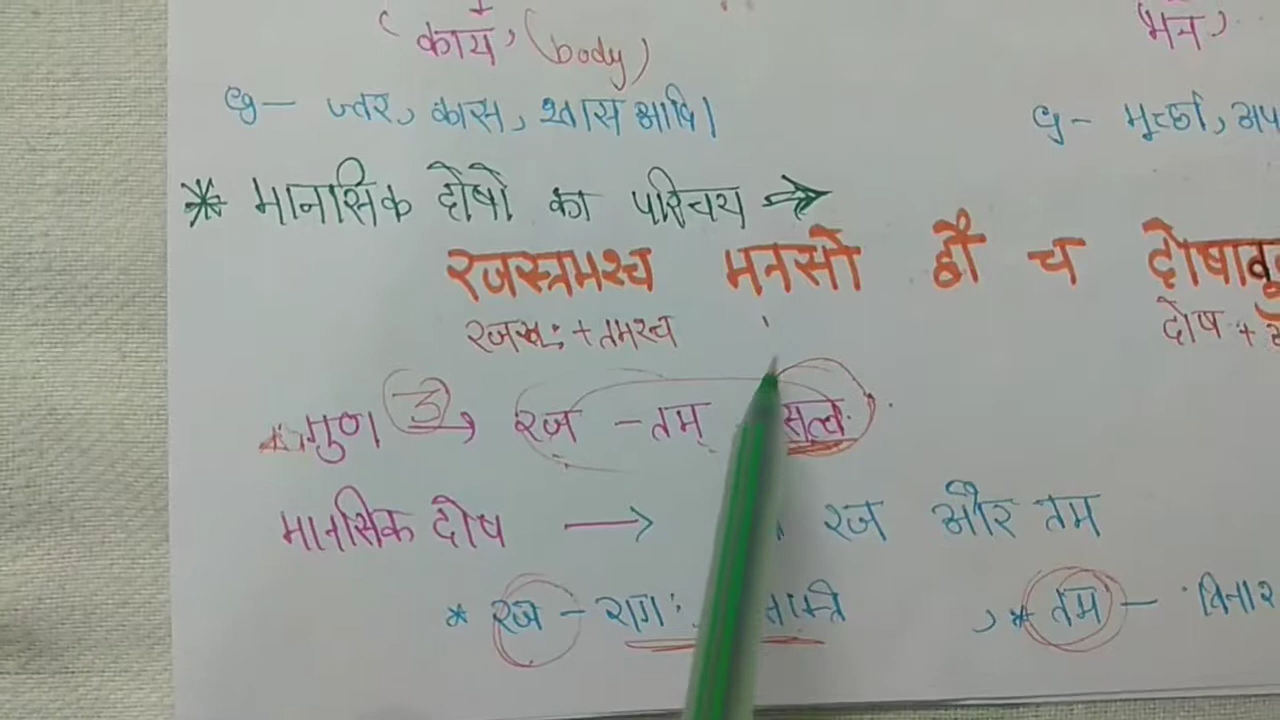 (काय, (body) मन,
eg – ज्वर, कास, श्वास आदि। eg - मूर्च्छा, अप
* मानसिक दोषों का परिचय →
रजस्तमश्च मनसो द्वौ च दोषावू
रजसः + तमश्च दोष +
गुण 3 → रज - तम् सत्व
मानसिक दोष → रज और तम
* रज - राग: , * तम –